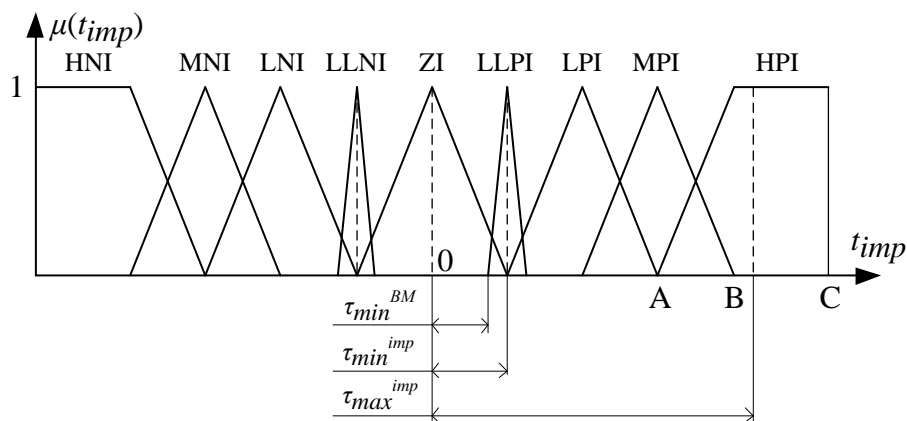 μ(t_imp)
HNI MNI LNI LLNI ZI LLPI LPI MPI HPI
1
t_imp
0
A B C
τ_min^BM
τ_min^imp
τ_max^imp